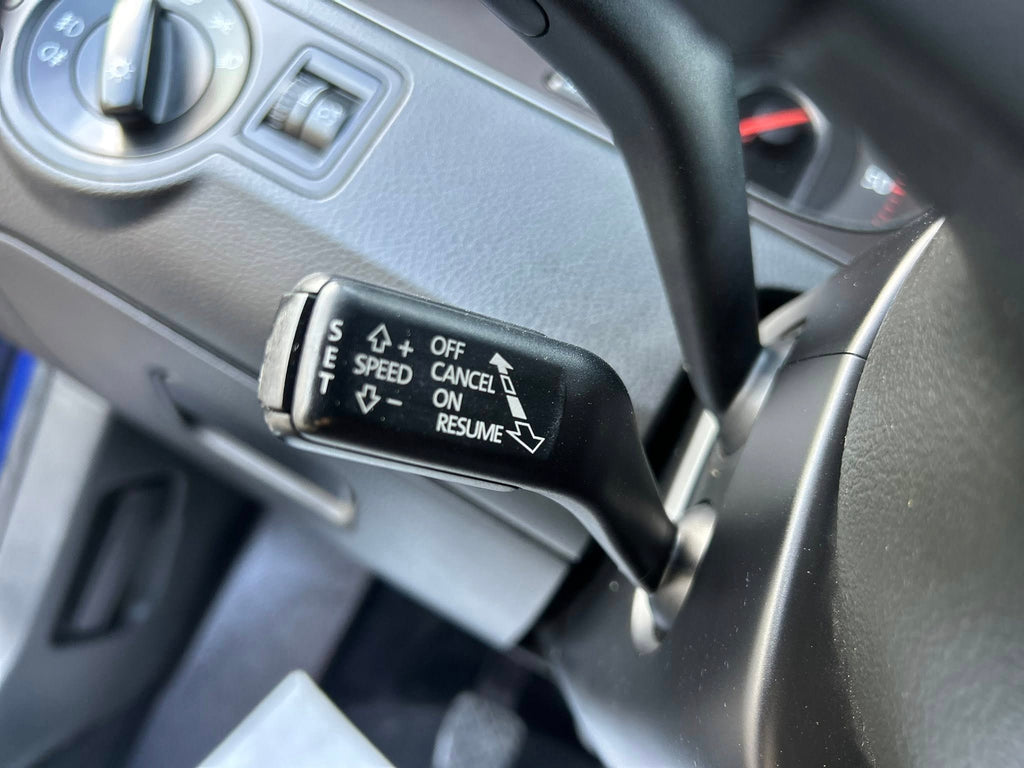 SET
+
SPEED
-
OFF
CANCEL
ON
RESUME